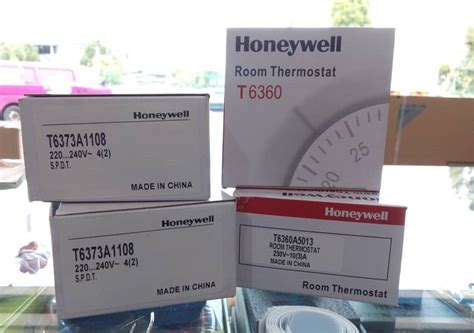 Honeywell
T6373A1108
220...240V~ 4(2)
S.P.D.T.
MADE IN CHINA
Honeywell
Room Thermostat
T6360
25
20
Honeywell
T6373A1108
220...240V~ 4(2)
S.P.D.T.
MADE IN CHINA
Honeywell
T6360A5013
ROOM THERMOSTAT
230V~10(3)A
MADE IN CHINA
Room Thermostat